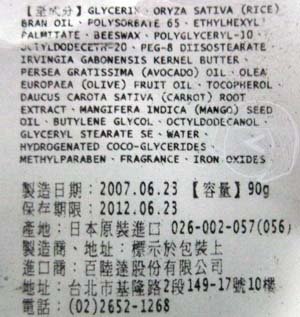 【全成分】GLYCERIN、ORYZA SATIVA (RICE)
BRAN OIL、POLYSORBATE 65、ETHYLHEXYL
PALMITATE、BEESWAX、POLYGLYCERYL-10
OCTYLDODECETH-20、PEG-8 DIISOSTEARATE
IRVINGIA GABONENSIS KERNEL BUTTER、
PERSEA GRATISSIMA (AVOCADO) OIL、OLEA
EUROPAEA (OLIVE) FRUIT OIL、TOCOPHEROL
DAUCUS CAROTA SATIVA (CARROT) ROOT
EXTRACT、MANGIFERA INDICA (MANGO) SEED
OIL、BUTYLENE GLYCOL、OCTYLDODECANOL、
GLYCERYL STEARATE SE、WATER、
HYDROGENATED COCO-GLYCERIDES、
METHYLPARABEN、FRAGRANCE、IRON OXIDES
製造日期：2007.06.23【容量】90g
保存期限：2012.06.23
產地：日本原裝進口 026-002-057(056)
製造商、地址：標示於包裝上
進口商：百陸達股份有限公司
地址：台北市基隆路2段149-17號10樓
電話：(02)2652-1268